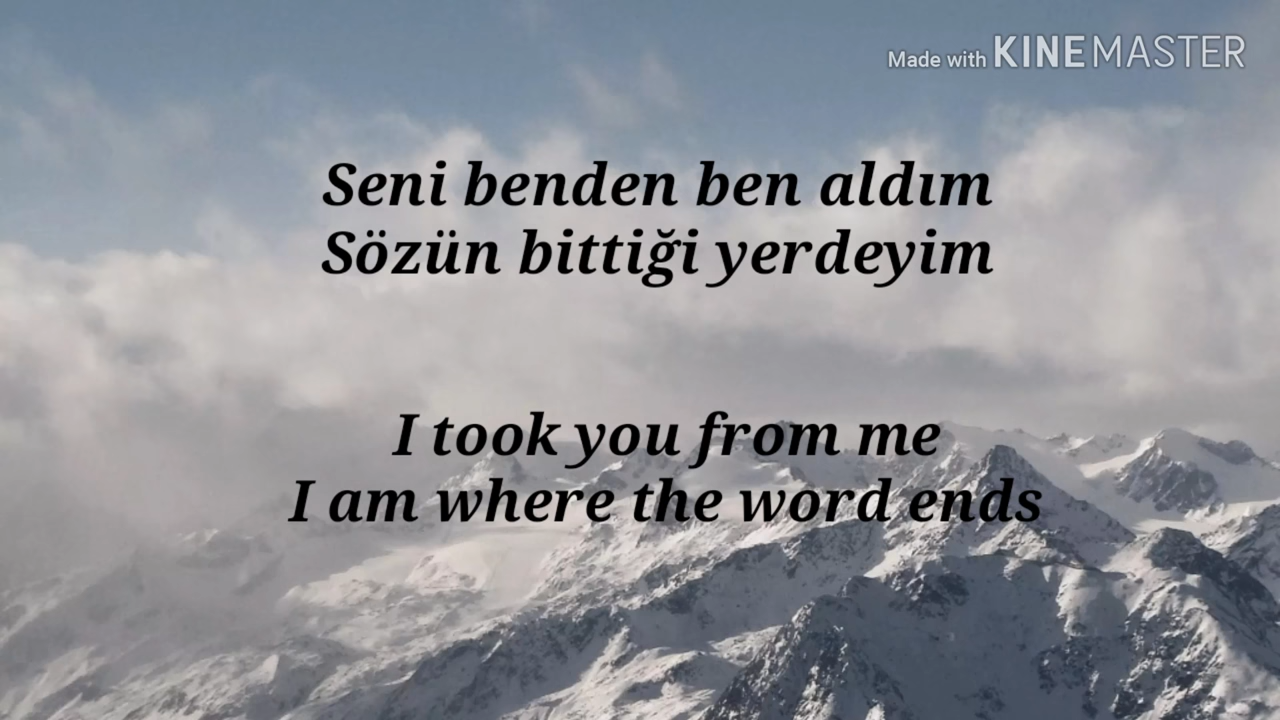 Made with KINEMASTER
Seni benden ben aldım
Sözün bittiği yerdeyim
I took you from me
I am where the word ends